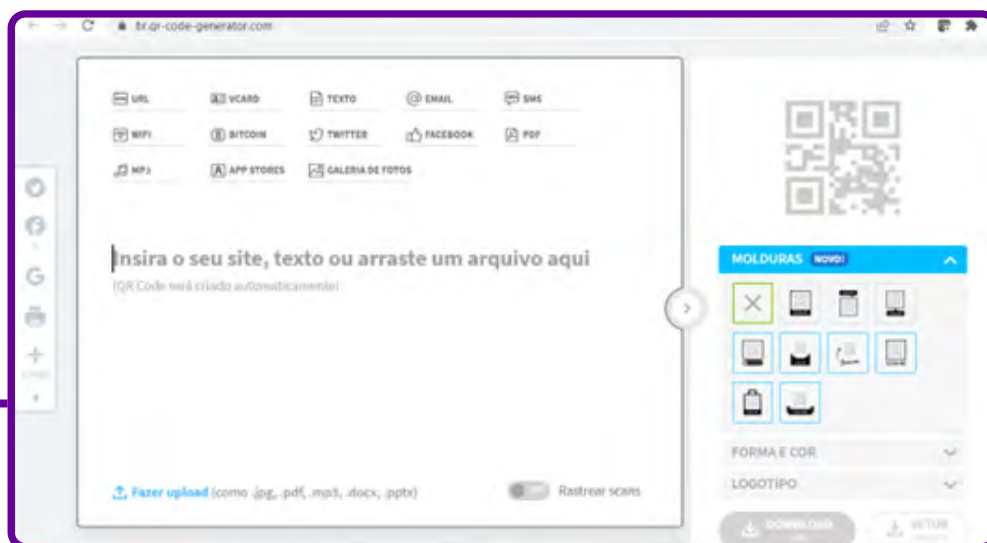 br.qr-code-generator.com
URL VCARD TEXTO EMAIL SMS
WIFI BITCOIN TWITTER FACEBOOK PDF
MP3 APP STORES GALERIA DE FOTOS
Insira o seu site, texto ou arraste um arquivo aqui
(QR Code será criado automaticamente)
Fazer upload (como .jpg, .pdf, .mp3, .docx, .pptx)
Rastrear scans
MOLDURAS NOVO!
FORMA E COR
LOGOTIPO
DOWNLOAD
VETOR